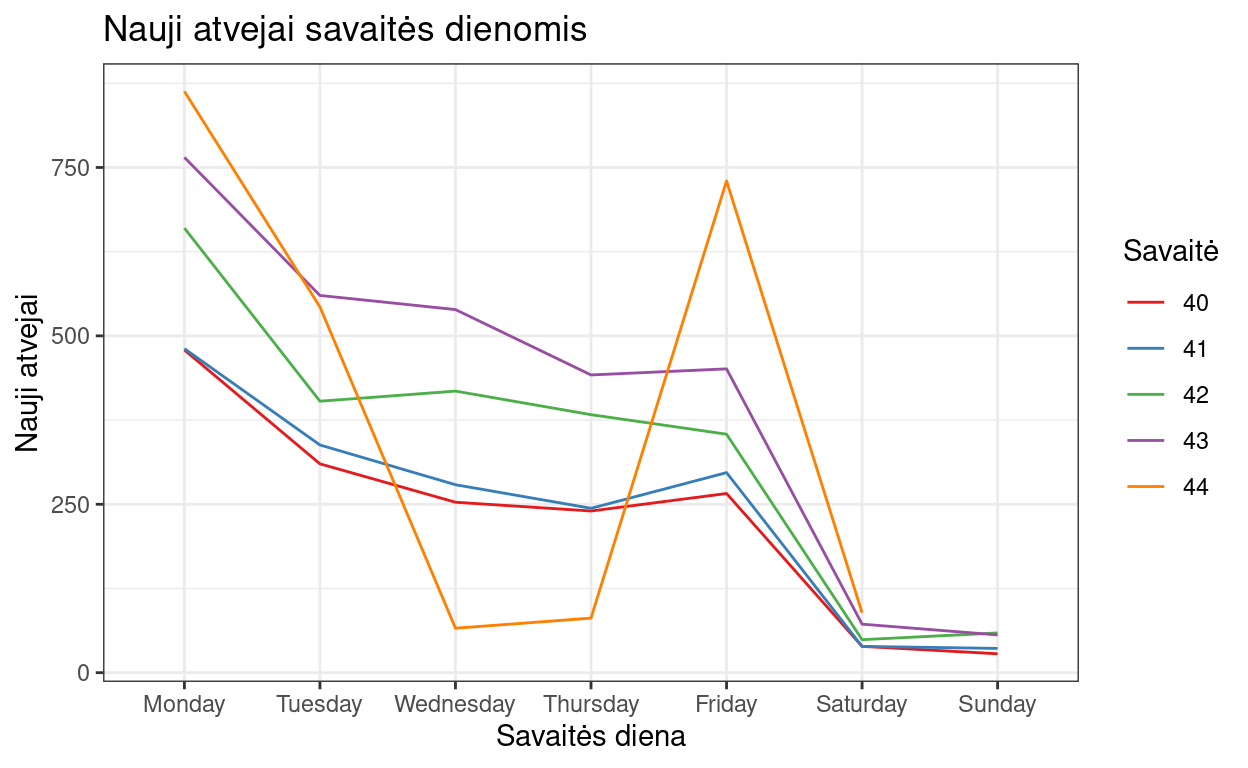 Nauji atvejai savaitės dienomis
Nauji atvejai
750
500
250
0
Monday Tuesday Wednesday Thursday Friday Saturday Sunday
Savaitės diena
Savaitė
40
41
42
43
44